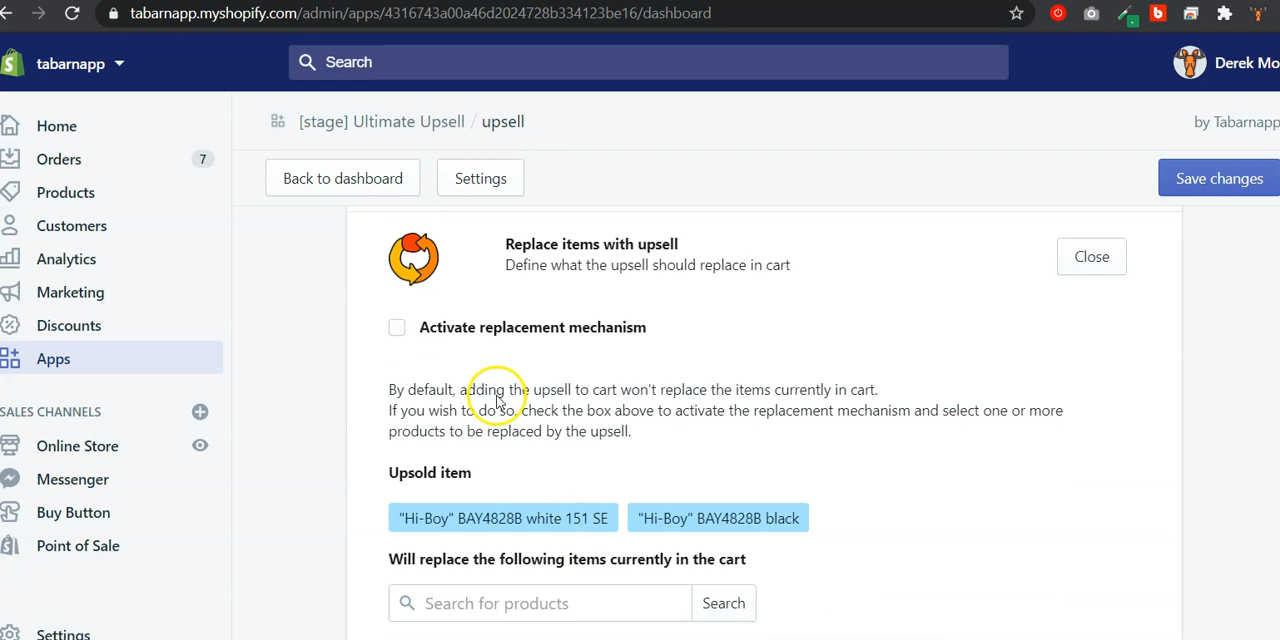 tabarnapp.myshopify.com/admin/apps/4316743a00a46d2024728b334123be16/dashboard
tabarnapp
Search
Derek Mo
Home
Orders 7
Products
Customers
Analytics
Marketing
Discounts
Apps
SALES CHANNELS
Online Store
Messenger
Buy Button
Point of Sale
Settings
[stage] Ultimate Upsell / upsell
by Tabarnapp
Back to dashboard
Settings
Save changes
Replace items with upsell
Define what the upsell should replace in cart
Close
Activate replacement mechanism
By default, adding the upsell to cart won't replace the items currently in cart.
If you wish to do so, check the box above to activate the replacement mechanism and select one or more
products to be replaced by the upsell.
Upsold item
"Hi-Boy" BAY4828B white 151 SE
"Hi-Boy" BAY4828B black
Will replace the following items currently in the cart
Search for products
Search